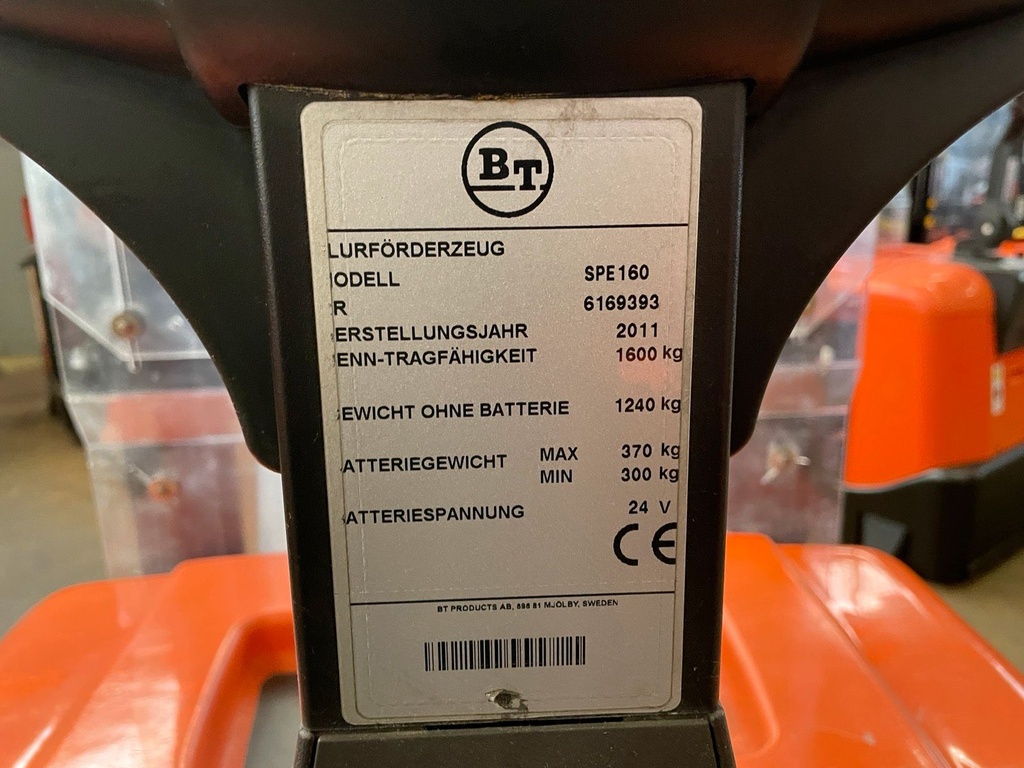 BT
LURFÖRDERZEUG
ODELL SPE160
R 6169393
ERSTELLUNGSJAHR 2011
ENN-TRAGFÄHIGKEIT 1600 kg
EWICHT OHNE BATTERIE 1240 kg
ATTERIEGEWICHT MAX 370 kg
MIN 300 kg
ATTERIESPANNUNG 24 V
CE
BT PRODUCTS AB, 595 81 MJOLBY, SWEDEN